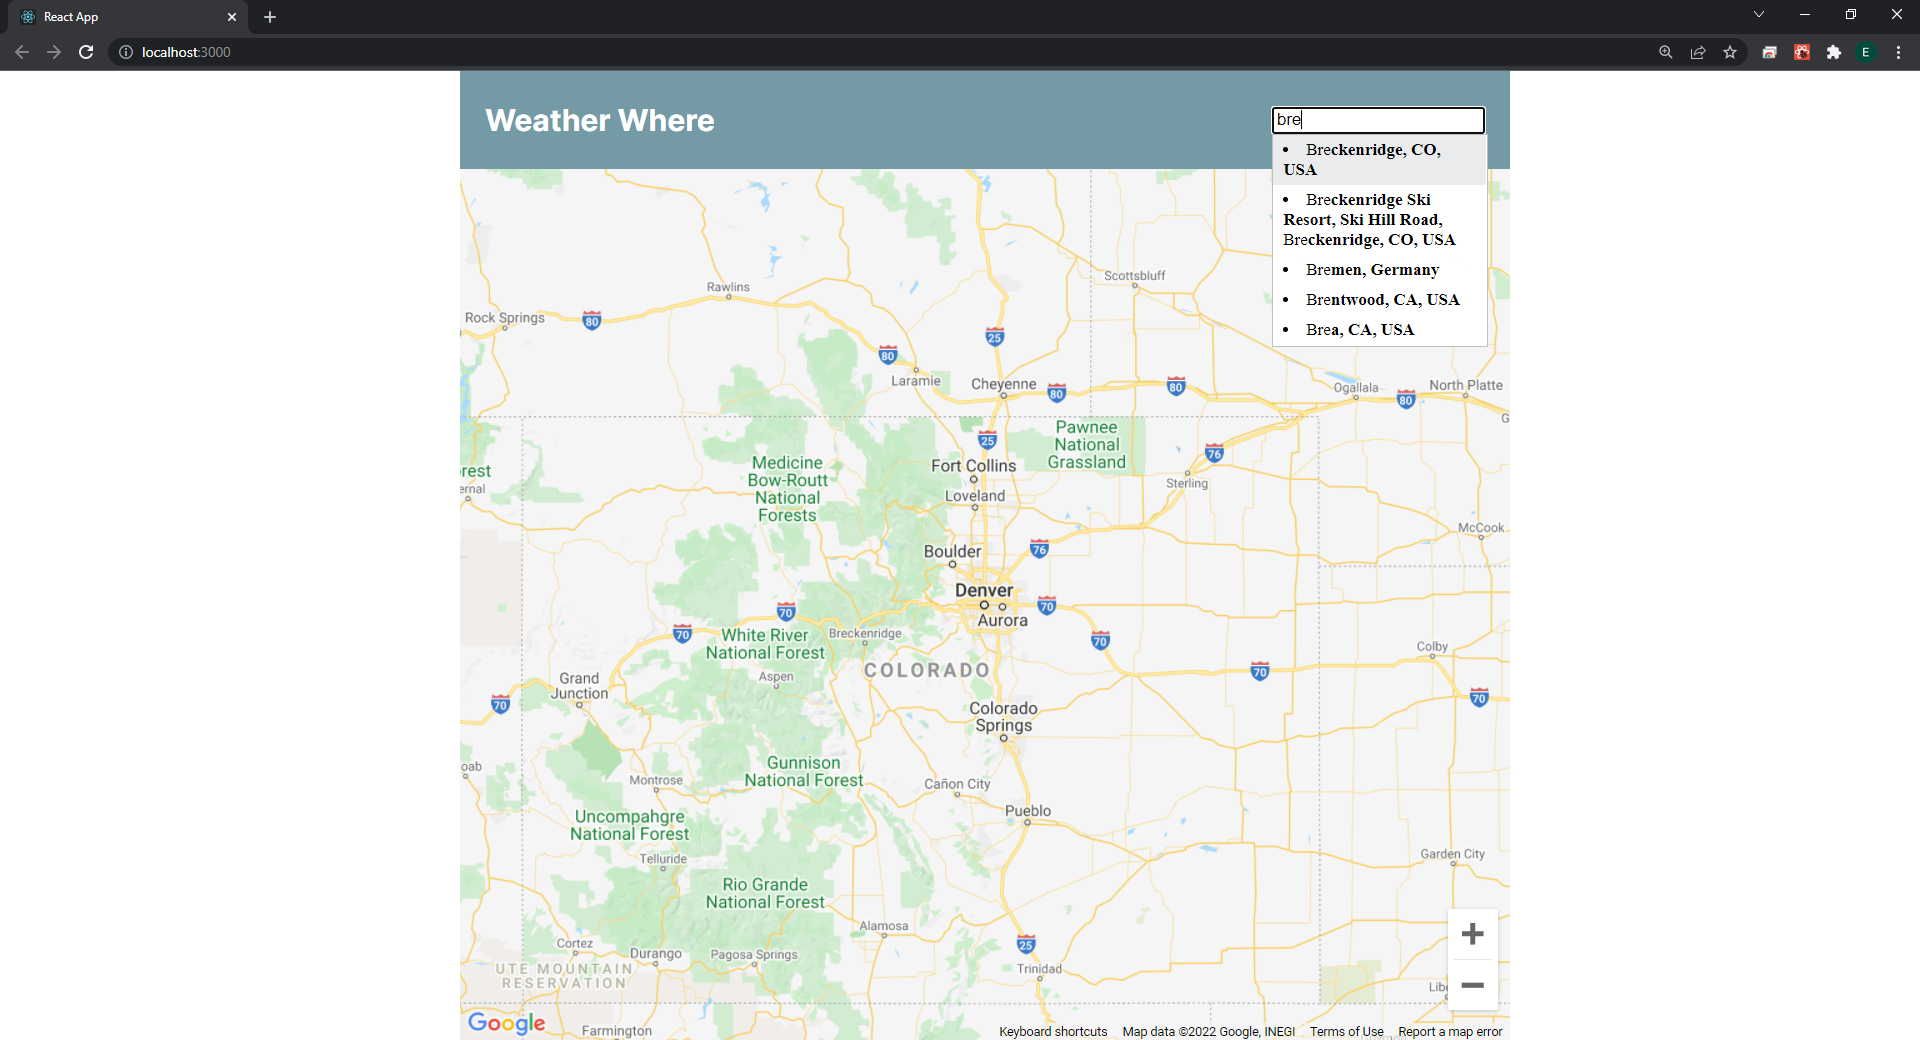 React App
localhost:3000
E
Weather Where
bre
Breckenridge, CO,
USA
Breckenridge Ski
Resort, Ski Hill Road,
Breckenridge, CO, USA
Bremen, Germany
Brentwood, CA, USA
Brea, CA, USA
Scottsbluff
Rawlins
Rock Springs
80
25
80
Laramie
Cheyenne
80
80
Ogallala
North Platte
80
G
Pawnee
National
Grassland
25
76
Fort Collins
Medicine
Bow-Routt
National
Forests
rest
ernal
Sterling
Loveland
McCook
Boulder
76
Denver
70
70
Aurora
70
White River
National Forest
Breckenridge
70
Colby
COLORADO
70
Aspen
Grand
Junction
70
70
Colorado
Springs
oab
Gunnison
National Forest
Montrose
Cañon City
Pueblo
Uncompahgre
National Forest
Telluride
Garden City
Rio Grande
National Forest
Alamosa
25
Cortez
Durango
Pagosa Springs
Trinidad
UTE MOUNTAIN
RESERVATION
Libe
Google
Farmington
Keyboard shortcuts
Map data ©2022 Google, INEGI
Terms of Use
Report a map error